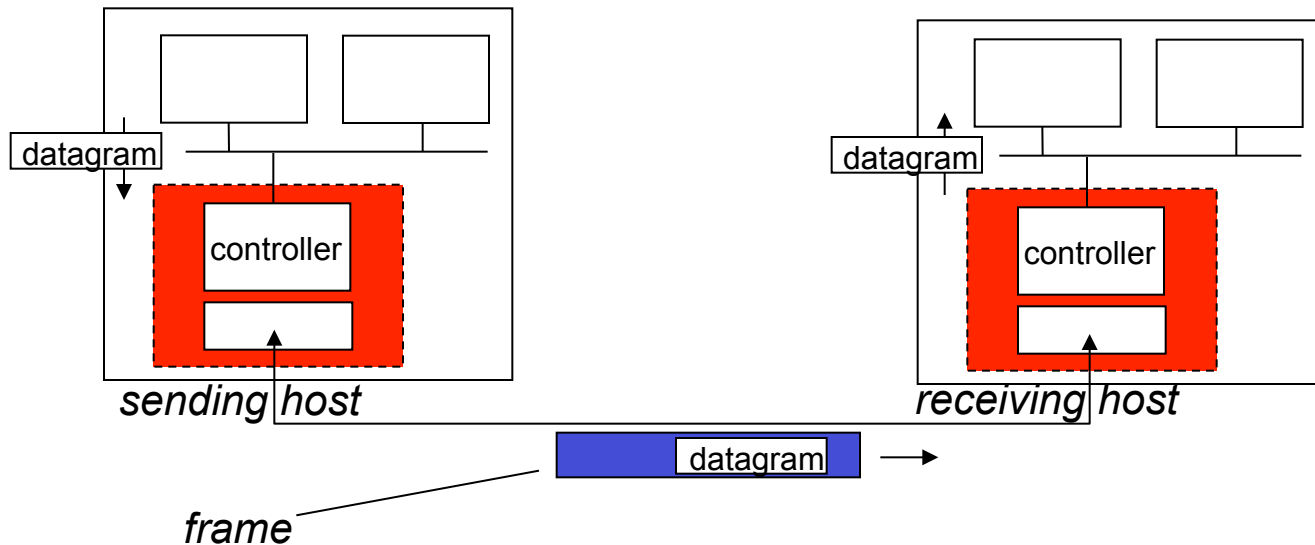 datagram
datagram
controller
controller
sending host
receiving host
datagram
frame